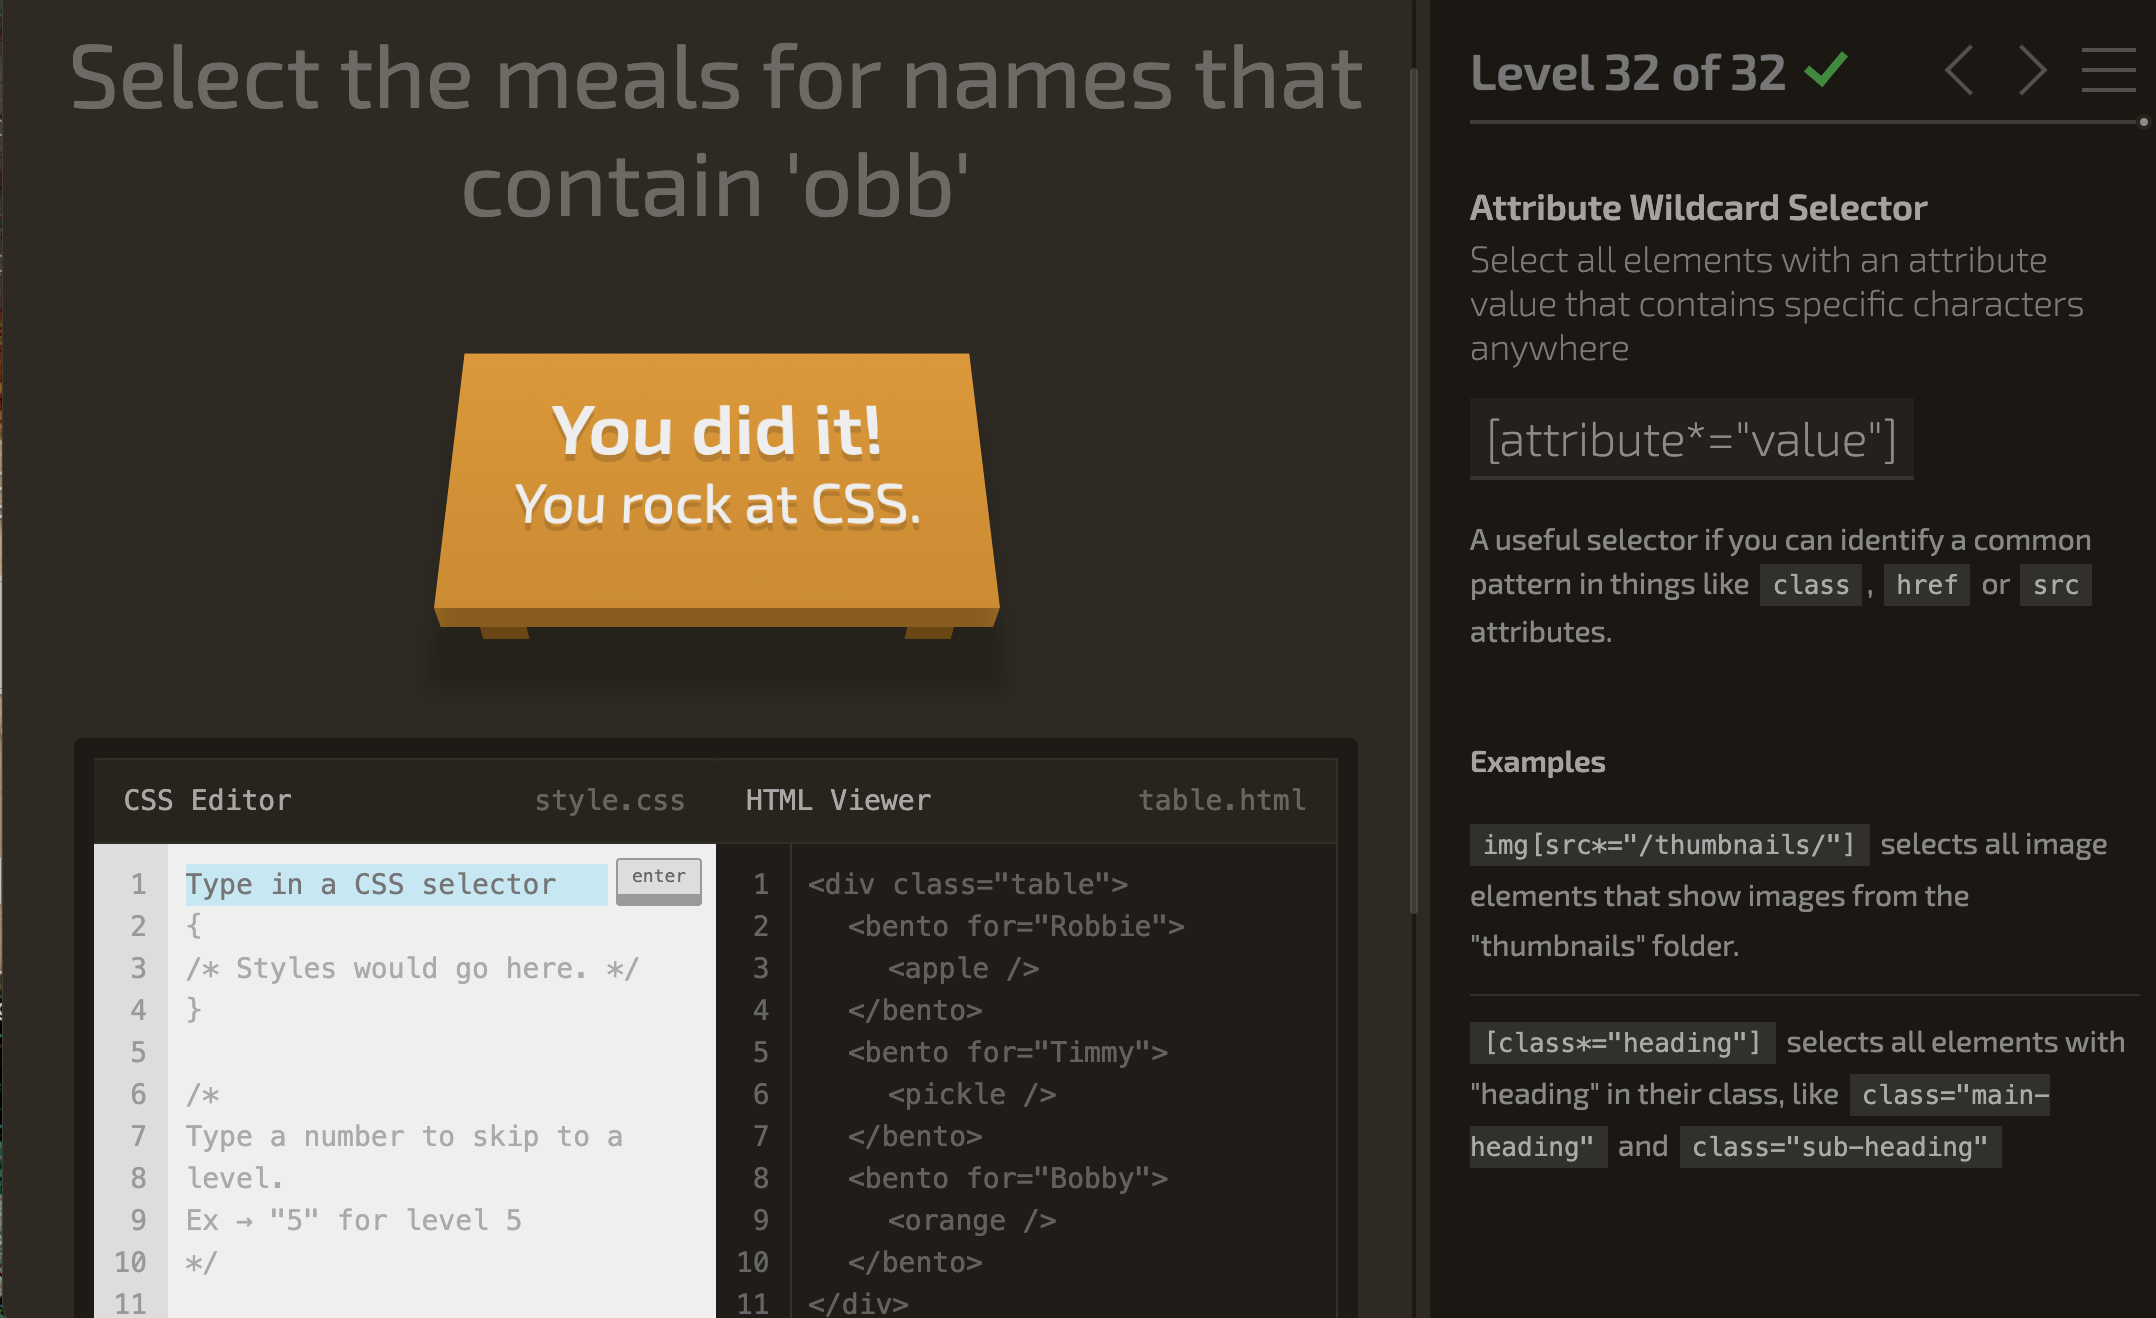 Select the meals for names that
contain 'obb'
You did it!
You rock at CSS.
CSS Editor style.css
1 Type in a CSS selector enter
2 {
3 /* Styles would go here. */
4 }
5
6 /*
7 Type a number to skip to a
8 level.
9 Ex → "5" for level 5
10 */
11
HTML Viewer table.html
1 <div class="table">
2 <bento for="Robbie">
3 <apple />
4 </bento>
5 <bento for="Timmy">
6 <pickle />
7 </bento>
8 <bento for="Bobby">
9 <orange />
10 </bento>
11 </div>
Level 32 of 32
Attribute Wildcard Selector
Select all elements with an attribute
value that contains specific characters
anywhere
[attribute*="value"]
A useful selector if you can identify a common
pattern in things like class , href or src
attributes.
Examples
img[src*="/thumbnails/"] selects all image
elements that show images from the
"thumbnails" folder.
[class*="heading"] selects all elements with
"heading" in their class, like class="main-
heading" and class="sub-heading"